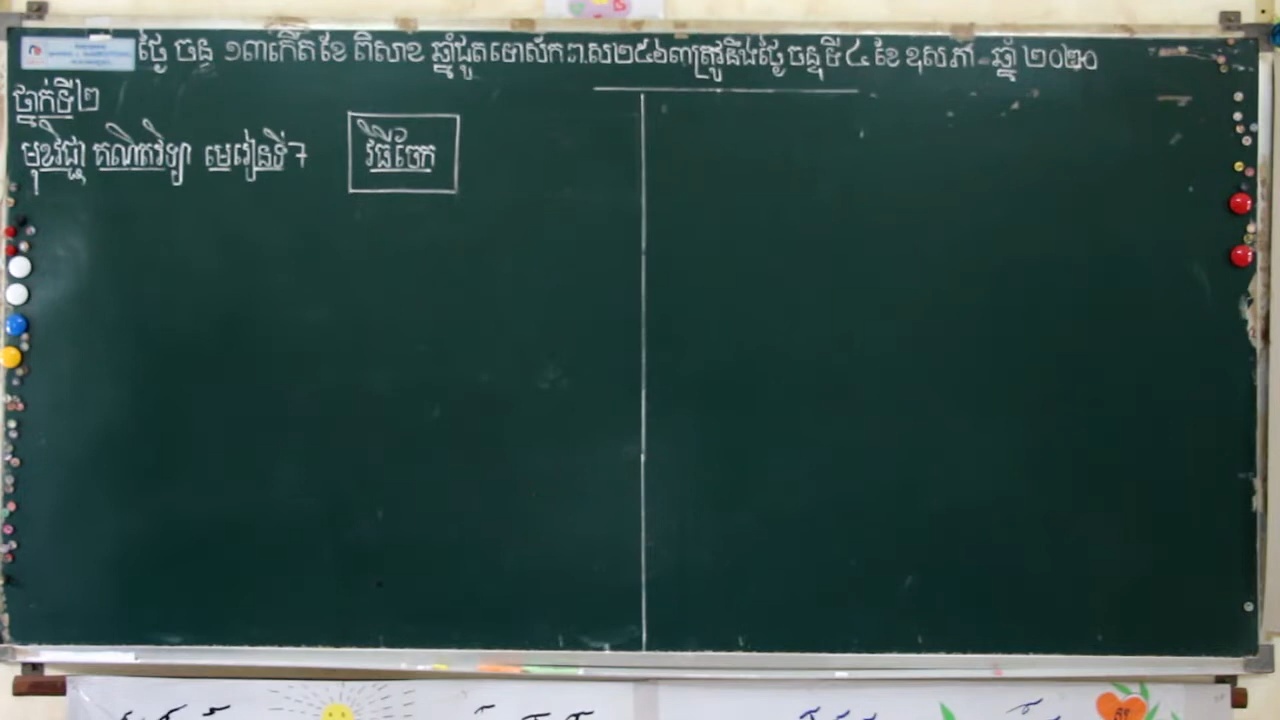 ថ្ងៃ ចន្ទ ១៣កើតខែ ពិសាខ ឆ្នាំជូតទោស័ក ព.ស២៥៦៣ត្រូវនឹងថ្ងៃចន្ទទី៤ ខែ ឧសភា ឆ្នាំ ២០២០
ថ្នាក់ទី២
មុខវិជ្ជា គណិតវិទ្យា មេរៀនទី7 វិធីចែក